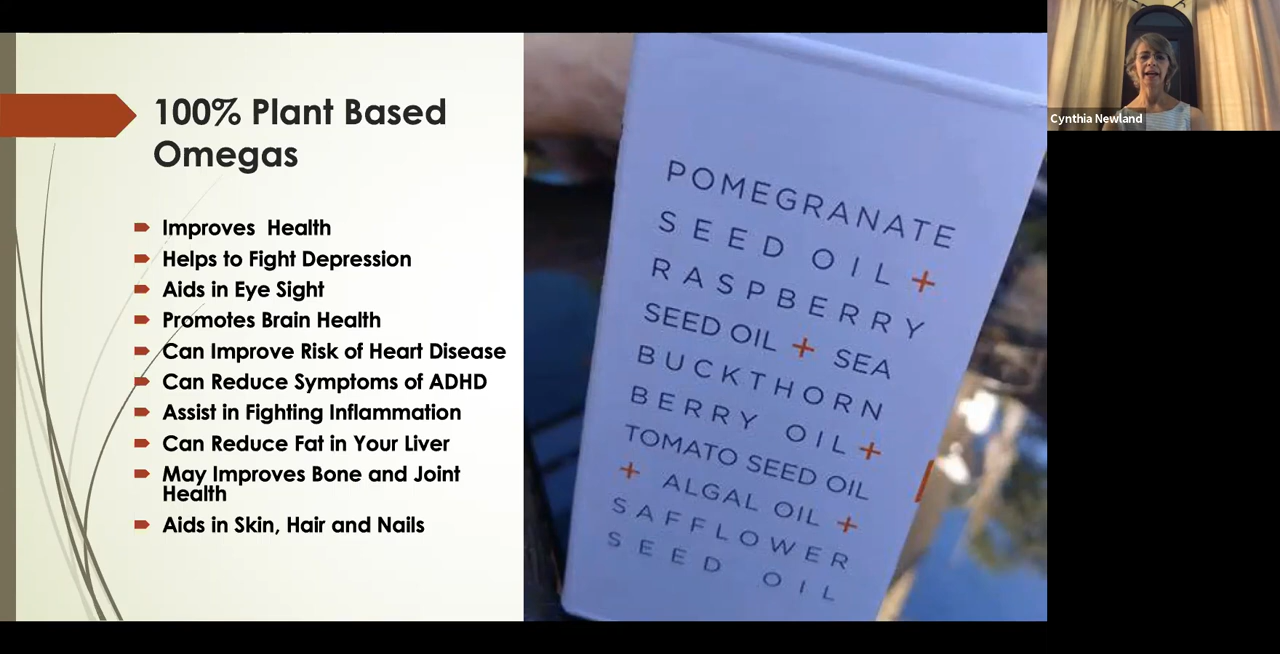 100% Plant Based
Omegas
Improves  Health
Helps to Fight Depression
Aids in Eye Sight
Promotes Brain Health
Can Improve Risk of Heart Disease
Can Reduce Symptoms of ADHD
Assist in Fighting Inflammation
Can Reduce Fat in Your Liver
May Improves Bone and Joint
Health
Aids in Skin, Hair and Nails
POMEGRANATE
SEED OIL +
RASPBERRY
SEED OIL + SEA
BUCKTHORN
BERRY OIL +
TOMATO SEED OIL
+ ALGAL OIL +
SAFFLOWER
SEED OIL
Cynthia Newland